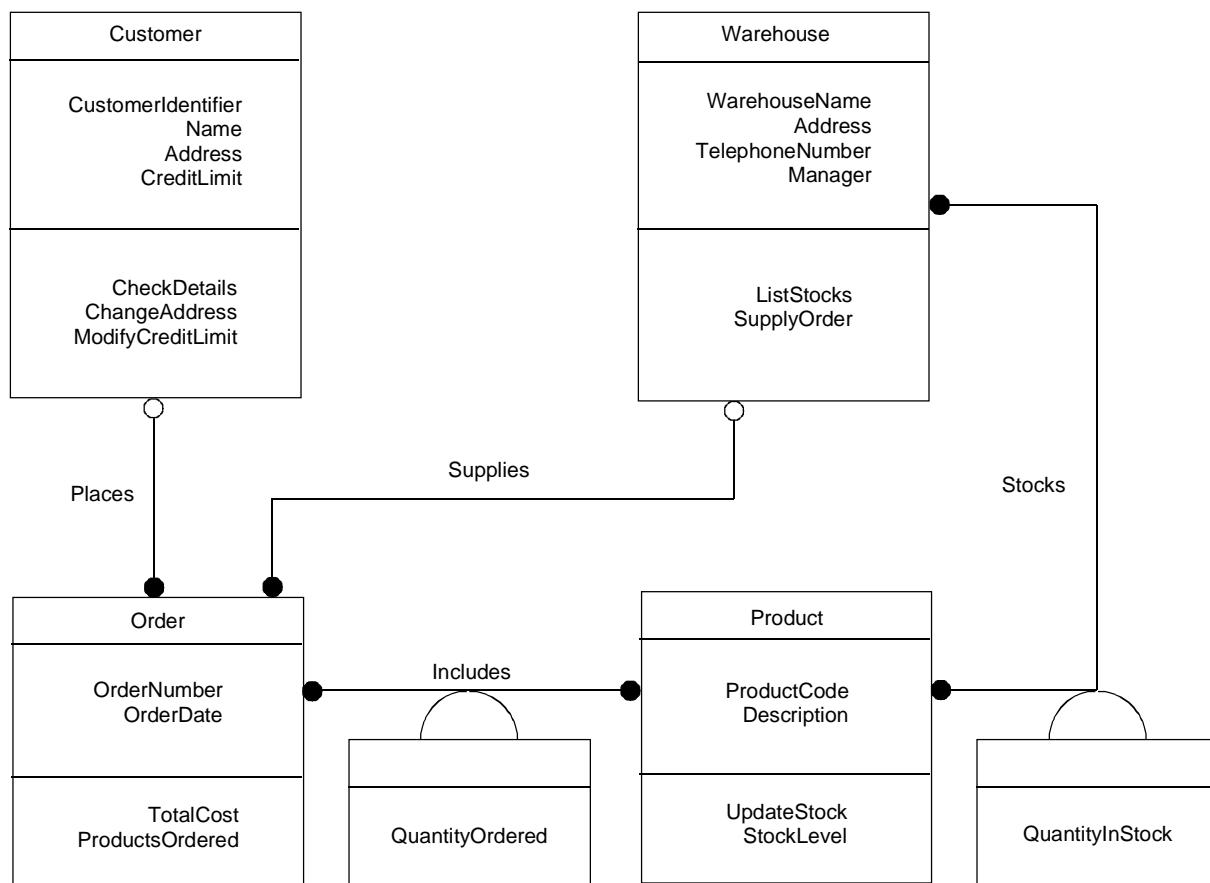 Customer
CustomerIdentifier
Name
Address
CreditLimit
CheckDetails
ChangeAddress
ModifyCreditLimit
Warehouse
WarehouseName
Address
TelephoneNumber
Manager
ListStocks
SupplyOrder
Places
Supplies
Stocks
Order
OrderNumber
OrderDate
TotalCost
ProductsOrdered
Includes
QuantityOrdered
Product
ProductCode
Description
UpdateStock
StockLevel
QuantityInStock